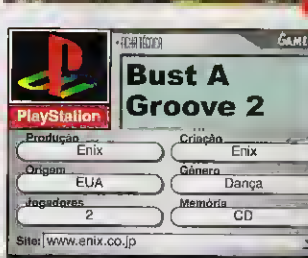 FICHA TÉCNICA
GAME
Bust A
Groove 2
PlayStation
Produção
Enix
Criação
Enix
Origem
EUA
Gênero
Dança
Jogadores
2
Memória
CD
Site: www.enix.co.jp